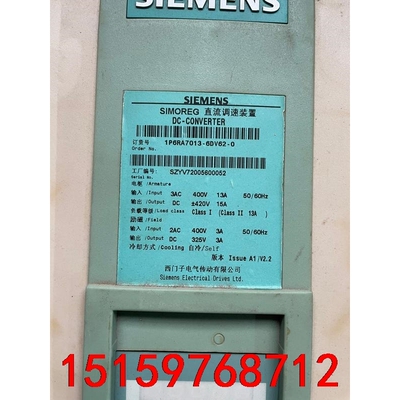 SIEMENS
SIEMENS
SIMOREG 直流调速装置
DC-CONVERTER
订货号: 1P6RA7013-6DV62-0
Order No.
工厂编号: SZYV72005600052
Serial No.
电枢/Armature
输入/Input 3AC 400V 13A 50/60Hz
输出/Output DC ±420V 15A
负载等级/Load class Class I (Class II 13A )
励磁/Field
输入/Input 2AC 400V 3A 50/60Hz
输出/Output DC 325V 3A
冷却方式/Cooling 自冷/Self
版本 Issue A1/V2.2
西门子电气传动有限公司
Siemens Electrical Drives Ltd.
15159768712